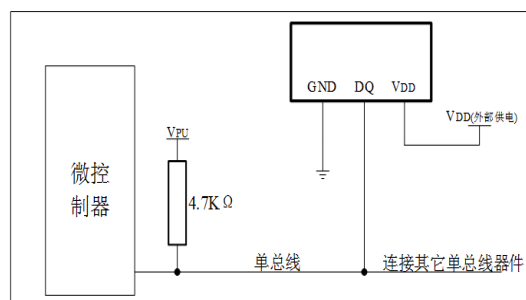 GND DQ VDD
VDD(外部供电)
VPU
微控
制器
4.7KΩ
单总线
连接其它单总线器件